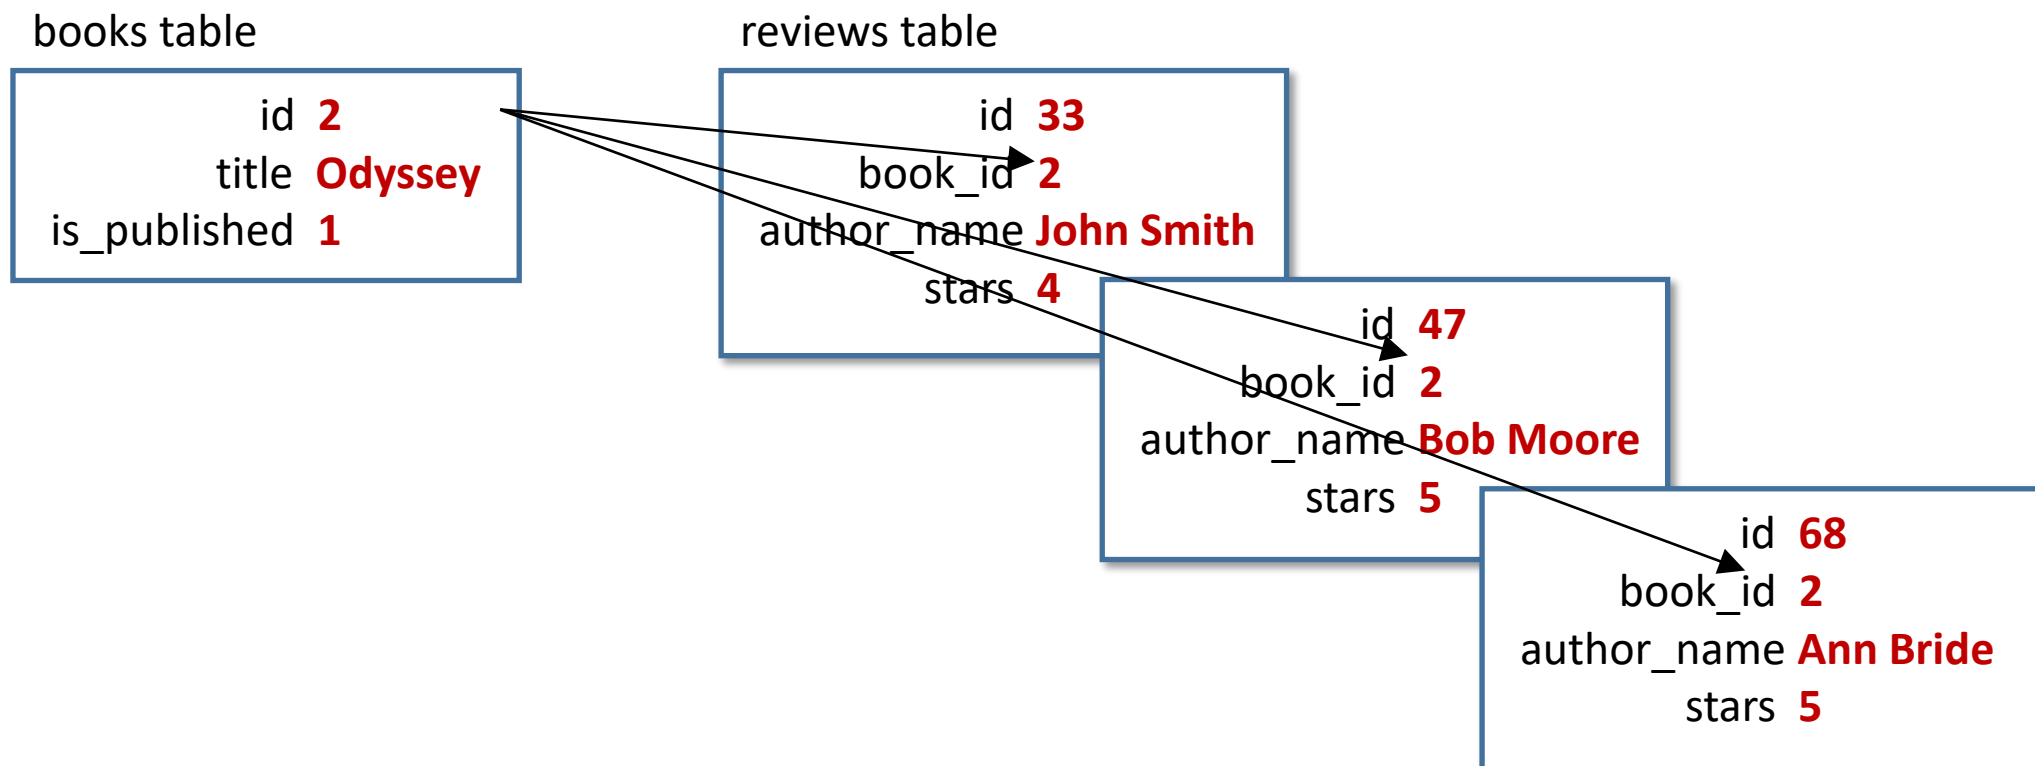 books table
id 2
title Odyssey
is_published 1
reviews table
id 33
book_id 2
author_name John Smith
stars 4
id 47
book_id 2
author_name Bob Moore
stars 5
id 68
book_id 2
author_name Ann Bride
stars 5